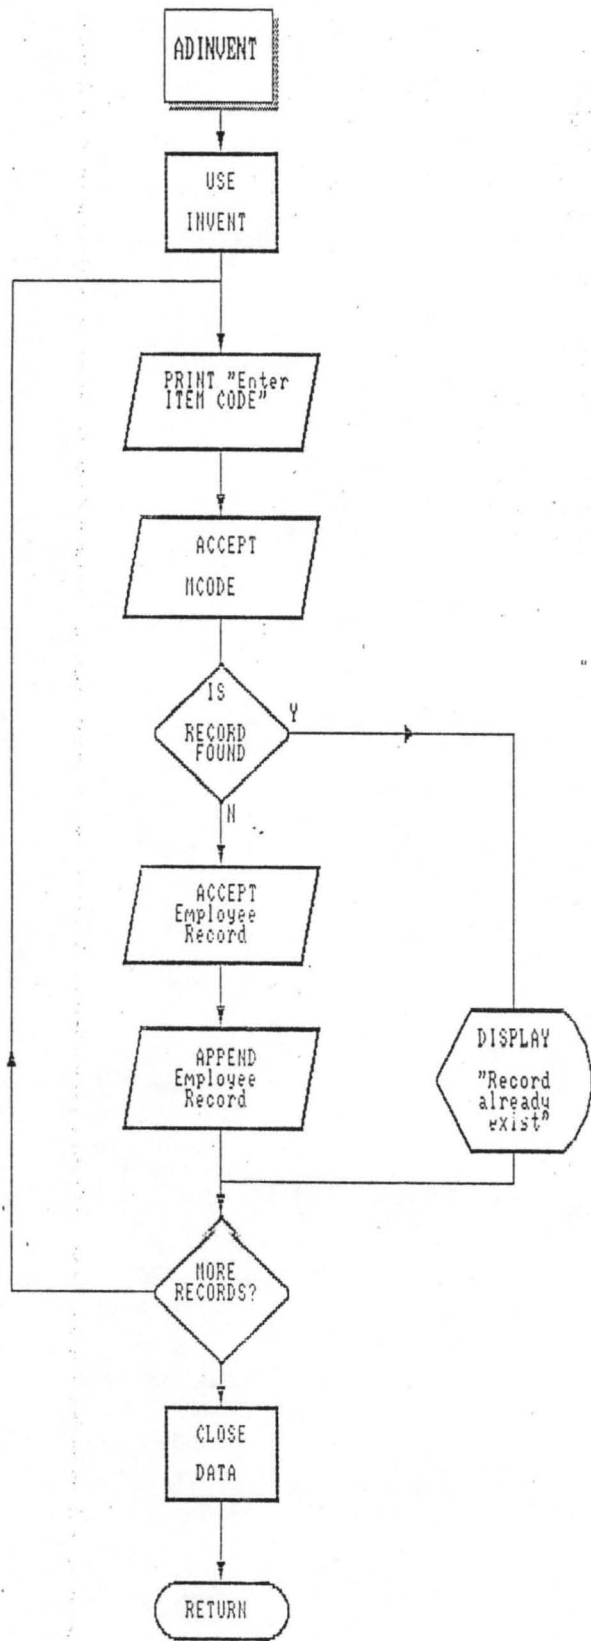 ADINVENT
USE
INVENT
PRINT "Enter
ITEM CODE"
ACCEPT
MCODE
IS
RECORD
FOUND
Y
N
ACCEPT
Employee
Record
APPEND
Employee
Record
DISPLAY
"Record
already
exist"
MORE
RECORDS?
CLOSE
DATA
RETURN